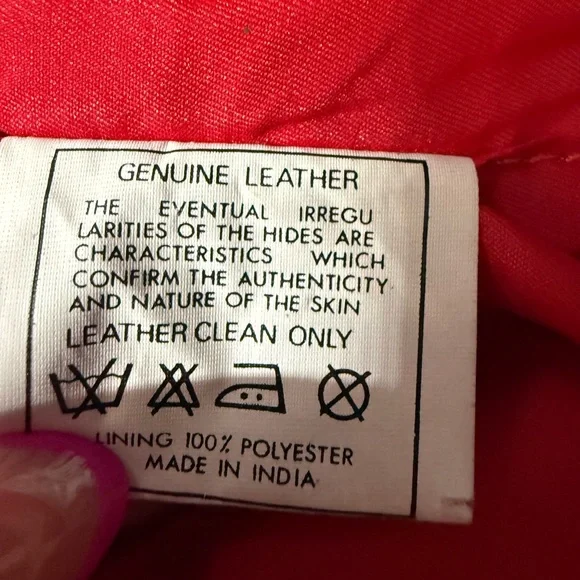 GENUINE LEATHER
THE EVENTUAL IRREGU
LARITIES OF THE HIDES ARE
CHARACTERISTICS WHICH
CONFIRM THE AUTHENTICITY
AND NATURE OF THE SKIN
LEATHER CLEAN ONLY
LINING 100% POLYESTER
MADE IN INDIA